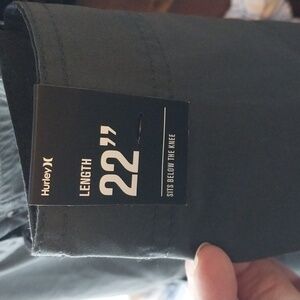 Hurley
LENGTH
22"
SITS BELOW THE KNEE